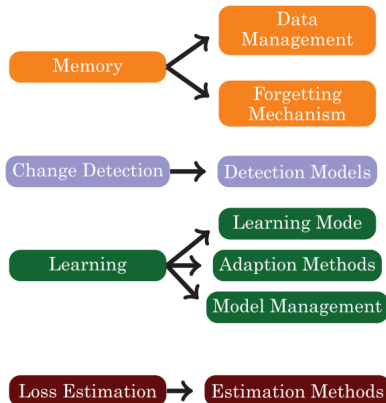 Data
Management
Memory
Forgetting
Mechanism
Change Detection
Detection Models
Learning Mode
Learning
Adaption Methods
Model Management
Loss Estimation
Estimation Methods